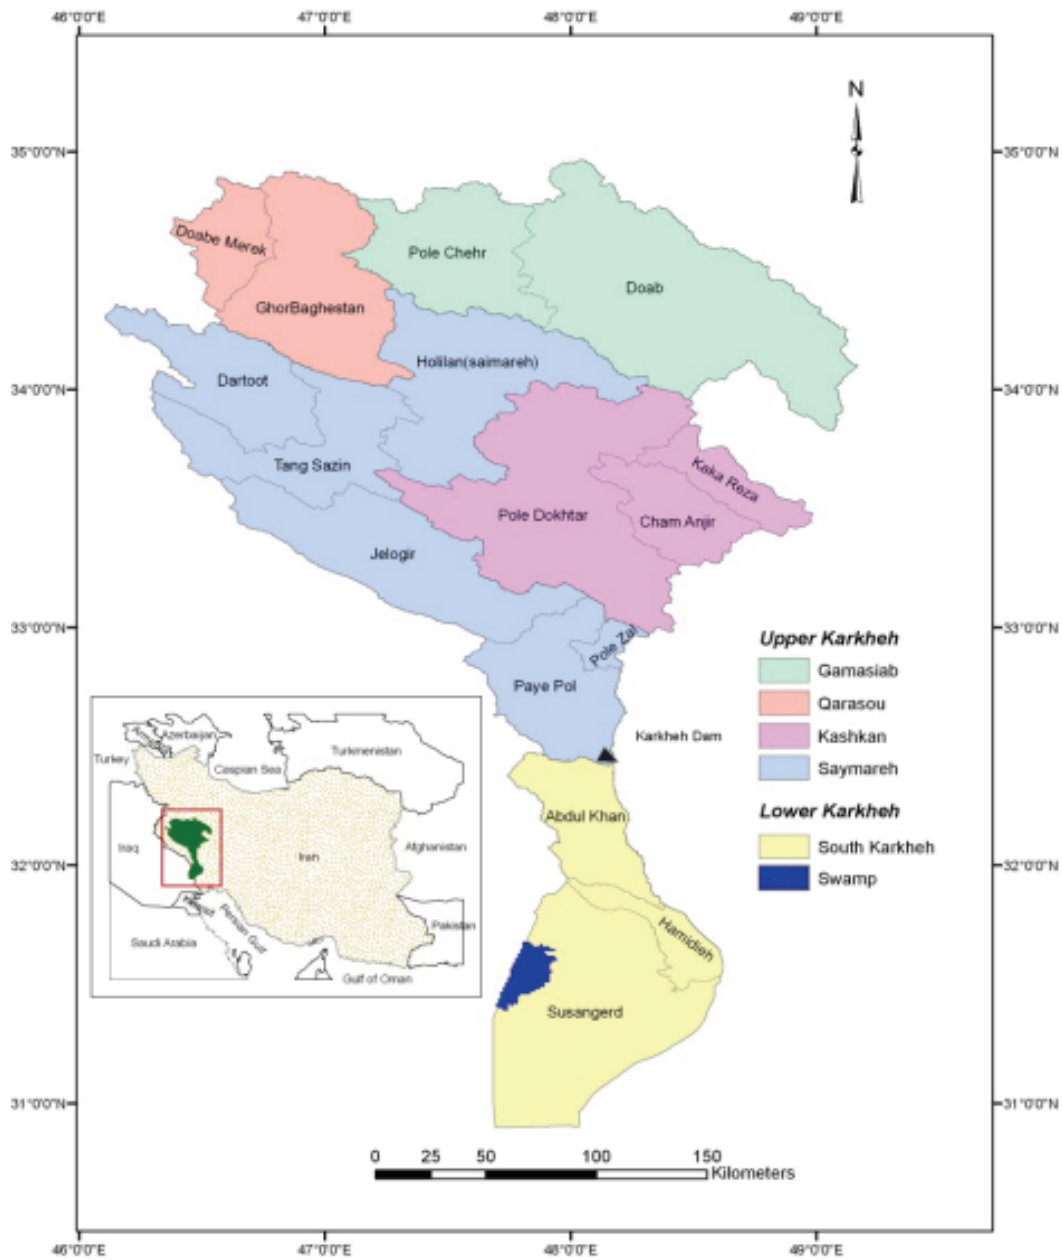 46°0'0"E 47°0'0"E 48°0'0"E 49°0'0"E
N
35°0'0"N 35°0'0"N
Doabe Merek
Pole Chehr
Doab
GhorBaghestan
Holilan(saimareh)
Dartoot
34°0'0"N 34°0'0"N
Tang Sazin
Kaka Reza
Pole Dokhtar
Cham Anjir
Jelogir
33°0'0"N 33°0'0"N
Pole Zal
Paye Pol
Karkheh Dam
Upper Karkheh
Gamasiab
Qarasou
Kashkan
Saymareh
Lower Karkheh
South Karkheh
Swamp
Abdul Khan
32°0'0"N 32°0'0"N
Hamidieh
Susangerd
31°0'0"N 31°0'0"N
Azerbaijan
Turkey
Caspian Sea
Turkmenistan
Iraq
Iran
Afghanistan
Pakistan
Persian Gulf
Saudi Arabia
Gulf of Oman
0 25 50 100 150
Kilometers
46°0'0"E 47°0'0"E 48°0'0"E 49°0'0"E